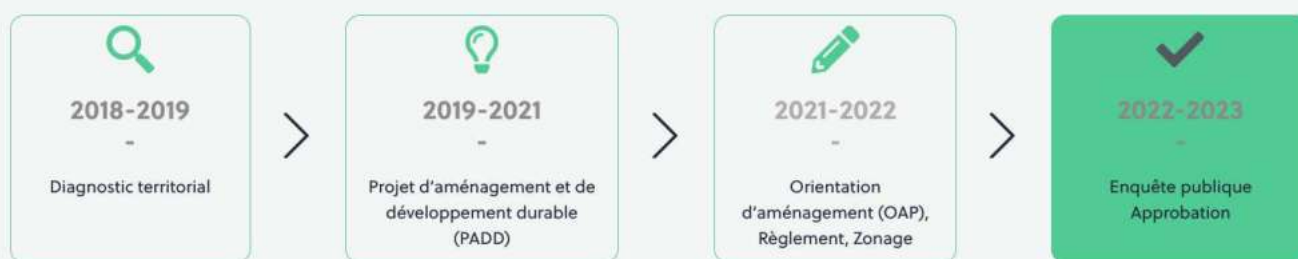 2018-2019
-
Diagnostic territorial
2019-2021
-
Projet d'aménagement et de
développement durable
(PADD)
2021-2022
-
Orientation
d'aménagement (OAP),
Règlement, Zonage
2022-2023
-
Enquête publique
Approbation